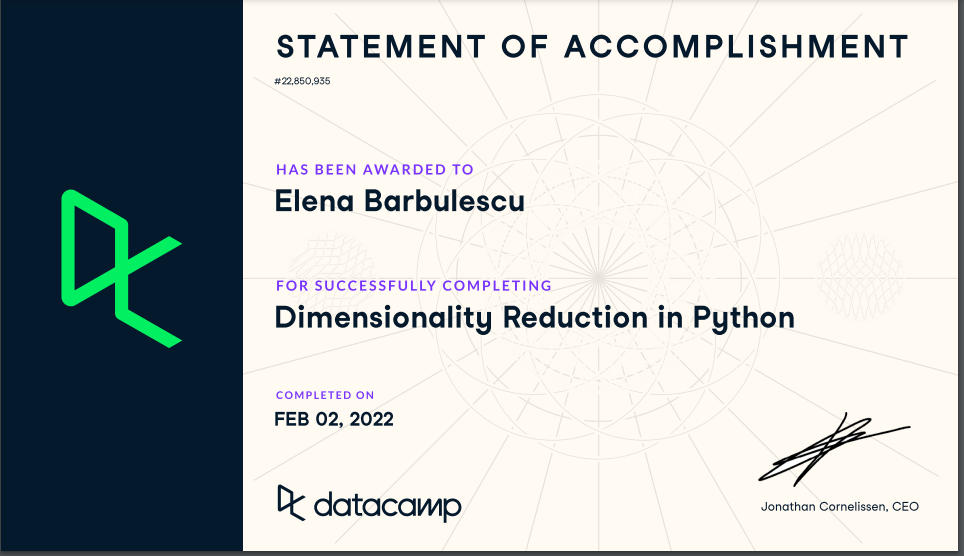 STATEMENT OF ACCOMPLISHMENT
#22,850,935
HAS BEEN AWARDED TO
Elena Barbulescu
FOR SUCCESSFULLY COMPLETING
Dimensionality Reduction in Python
COMPLETED ON
FEB 02, 2022
datacamp
Jonathan Cornelissen, CEO